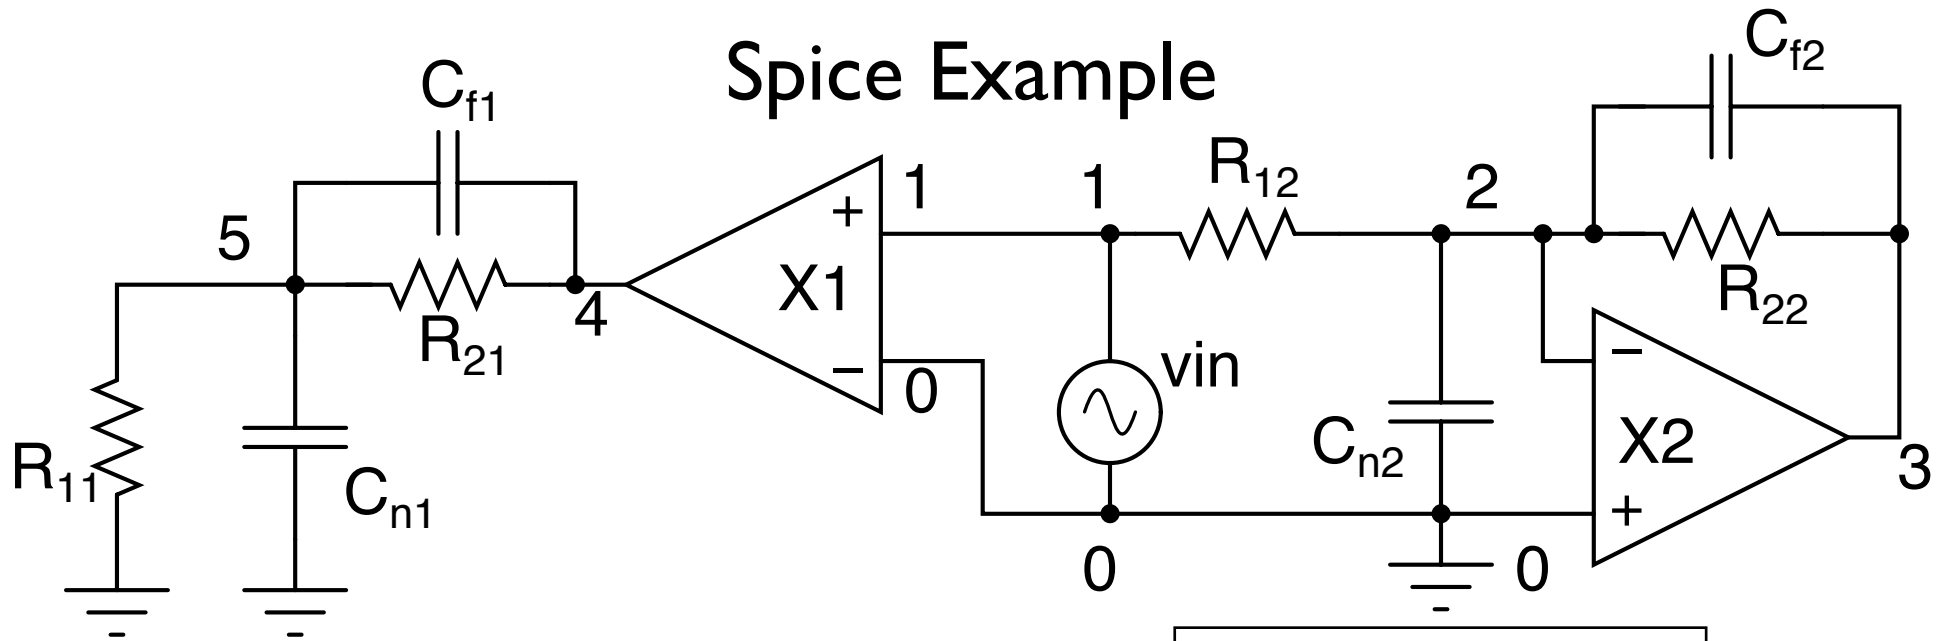 Spice Example
C_f2
C_f1
1
1
R_12
2
5
X1
R_22
4
R_21
vin
0
C_n2
X2
3
R_11
C_n1
0
0
+
−
−
+